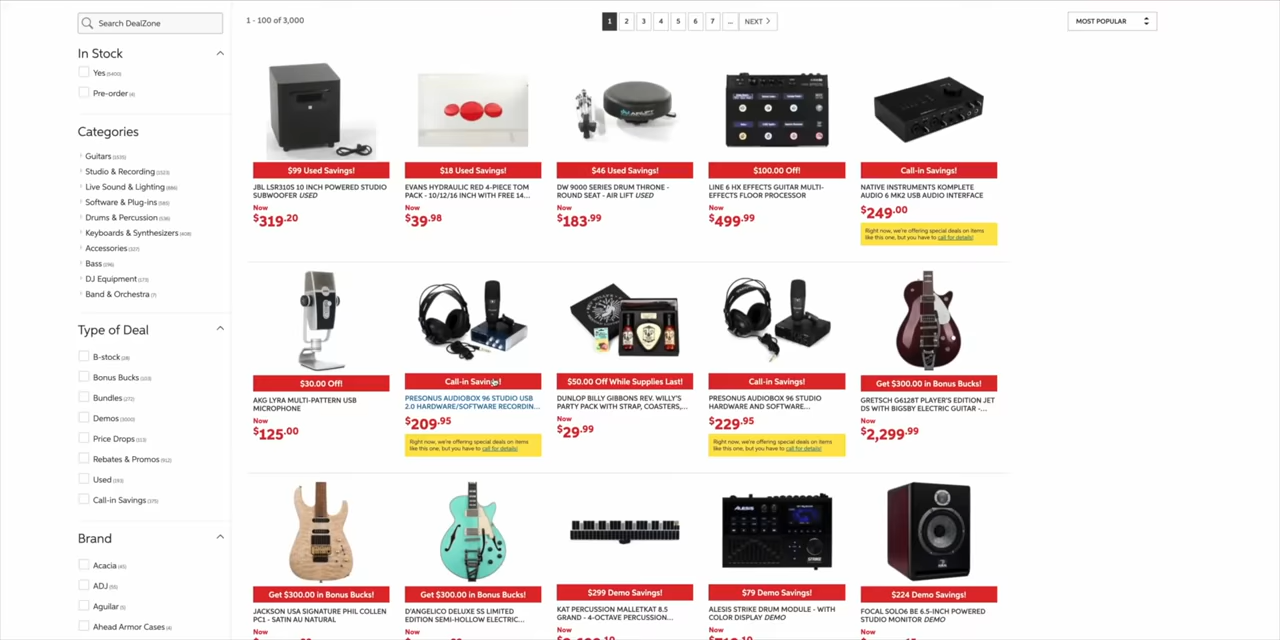 Search DealZone
1 - 100 of 3,000
1 2 3 4 5 6 7 ... NEXT
MOST POPULAR
In Stock
Yes (5400)
Pre-order (4)
Categories
Guitars
Studio & Recording
Live Sound & Lighting
Software & Plug-ins
Drums & Percussion
Keyboards & Synthesizers
Accessories
Bass
DJ Equipment
Band & Orchestra
Type of Deal
B-stock
Bonus Bucks
Bundles
Demos
Price Drops
Rebates & Promos
Used
Call-in Savings
Brand
Acacia
ADJ
Aguilar
Ahead Armor Cases
$99 Used Savings!
JBL LSR310S 10 INCH POWERED STUDIO
SUBWOOFER USED
Now
$319.20
$18 Used Savings!
EVANS HYDRAULIC RED 4-PIECE TOM
PACK - 10/12/16 INCH WITH FREE 14...
Now
$39.98
$46 Used Savings!
DW 9000 SERIES DRUM THRONE -
ROUND SEAT - AIR LIFT USED
Now
$183.99
$100.00 Off!
LINE 6 HX EFFECTS GUITAR MULTI-
EFFECTS FLOOR PROCESSOR
Now
$499.99
Call-in Savings!
NATIVE INSTRUMENTS KOMPLETE
AUDIO 6 MK2 USB AUDIO INTERFACE
$249.00
Right now, we're offering special deals on items
like this one, but you have to call for details!
$30.00 Off!
AKG LYRA MULTI-PATTERN USB
MICROPHONE
Now
$125.00
Call-in Savings!
PRESONUS AUDIOBOX 96 STUDIO USB
2.0 HARDWARE/SOFTWARE RECORDIN...
$209.95
Right now, we're offering special deals on items
like this one, but you have to call for details!
$50.00 Off While Supplies Last!
DUNLOP BILLY GIBBONS REV. WILLY'S
PARTY PACK WITH STRAP, COASTERS,...
Now
$29.99
Call-in Savings!
PRESONUS AUDIOBOX 96 STUDIO
HARDWARE AND SOFTWARE...
$229.95
Right now, we're offering special deals on items
like this one, but you have to call for details!
Get $300.00 in Bonus Bucks!
GRETSCH G6128T PLAYER'S EDITION JET
DS WITH BIGSBY ELECTRIC GUITAR -...
Now
$2,299.99
Get $300.00 in Bonus Bucks!
JACKSON USA SIGNATURE PHIL COLLEN
PC1 - SATIN AU NATURAL
Now
Get $300.00 in Bonus Bucks!
D'ANGELICO DELUXE SS LIMITED
EDITION SEMI-HOLLOW ELECTRIC...
Now
$299 Demo Savings!
KAT PERCUSSION MALLETKAT 8.5
GRAND - 4-OCTAVE PERCUSSION...
Now
ALESIS
$79 Demo Savings!
ALESIS STRIKE DRUM MODULE - WITH
COLOR DISPLAY DEMO
Now
$224 Demo Savings!
FOCAL SOLO6 BE 6.5-INCH POWERED
STUDIO MONITOR DEMO
Now